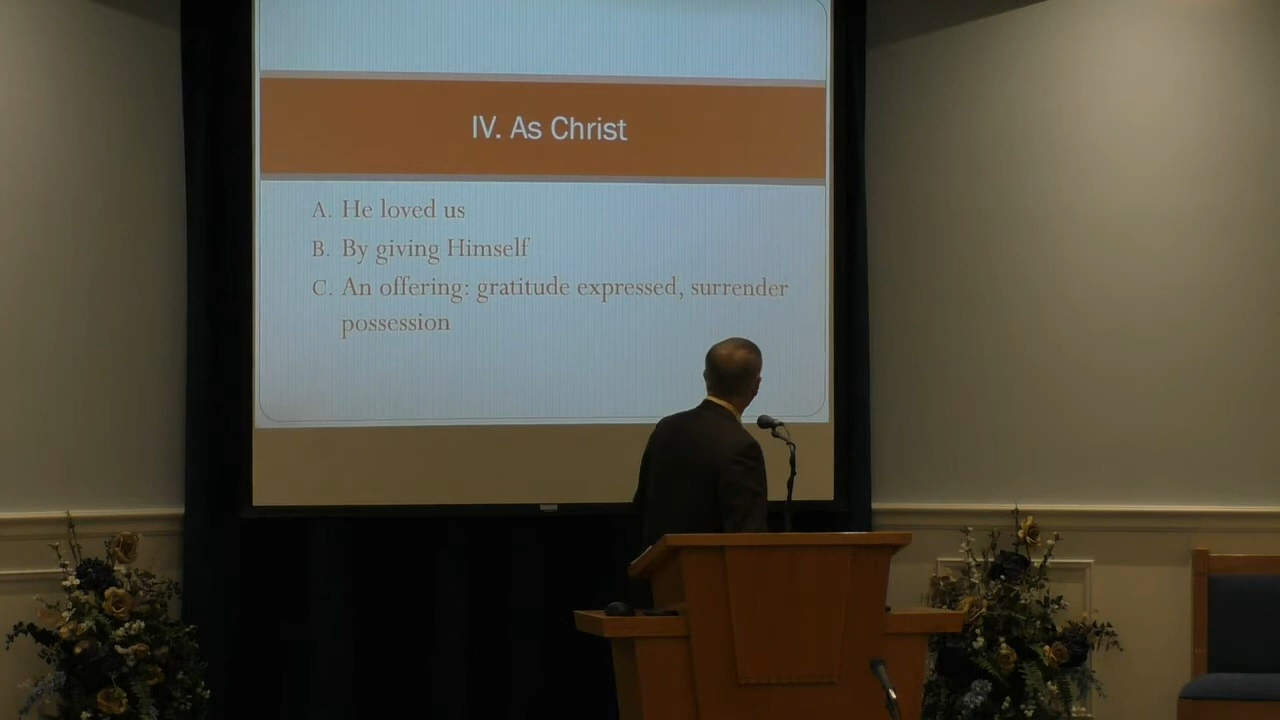 IV. As Christ
A. He loved us
B. By giving Himself
C. An offering: gratitude expressed, surrender
possession